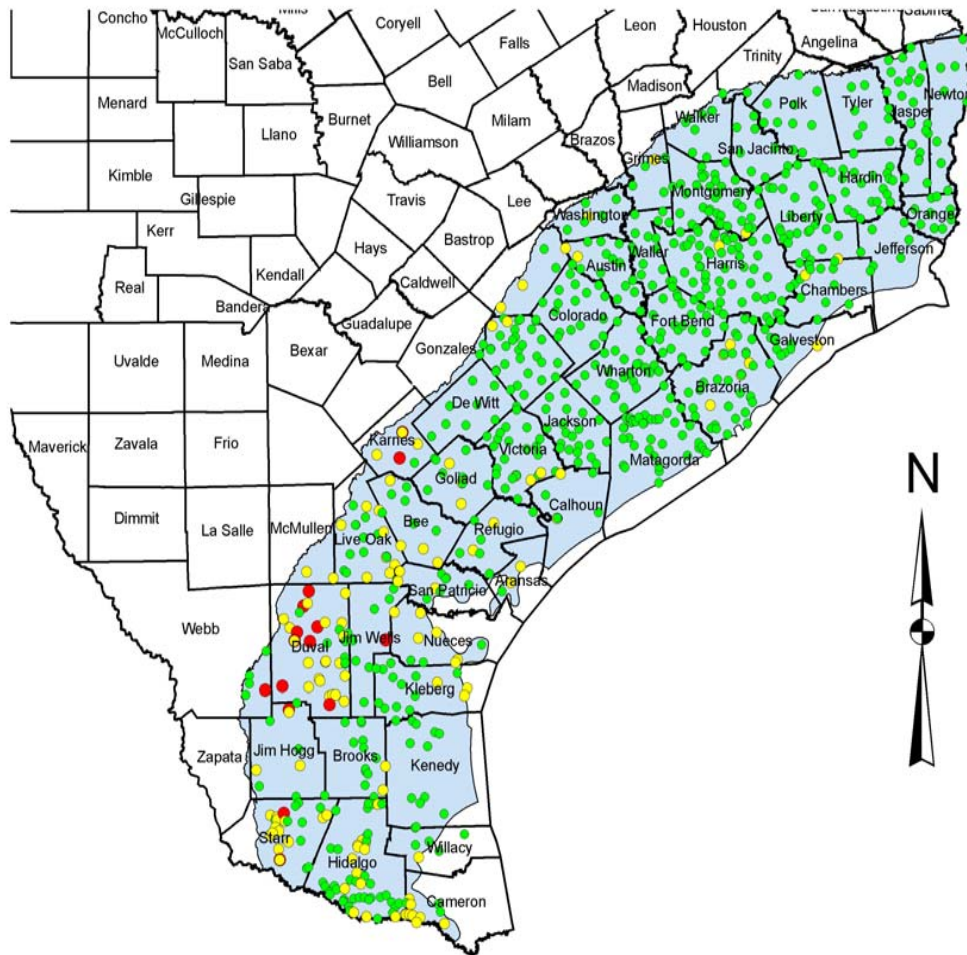 Concho
McCulloch
Coryell
Falls
Leon
Houston
Angelina
Trinity
San Saba
Bell
Madison
Menard
Burnet
Milam
Walker
Polk
Tyler
Newton
Jasper
Llano
Williamson
Brazos
Grimes
San Jacinto
Kimble
Hardin
Gillespie
Travis
Lee
Montgomery
Washington
Liberty
Orange
Kerr
Hays
Bastrop
Waller
Jefferson
Austin
Harris
Real
Kendall
Caldwell
Chambers
Bandera
Colorado
Guadalupe
Fort Bend
Galveston
Bexar
Gonzales
Uvalde
Medina
Wharton
Brazoria
De Witt
Jackson
Karnes
Maverick
Zavala
Frio
Victoria
Matagorda
Goliad
N
Calhoun
Dimmit
La Salle
McMullen
Bee
Refugio
Live Oak
Aransas
San Patricio
Webb
Jim Wells
Nueces
Duval
Kleberg
Zapata
Jim Hogg
Brooks
Kenedy
Starr
Willacy
Hidalgo
Cameron